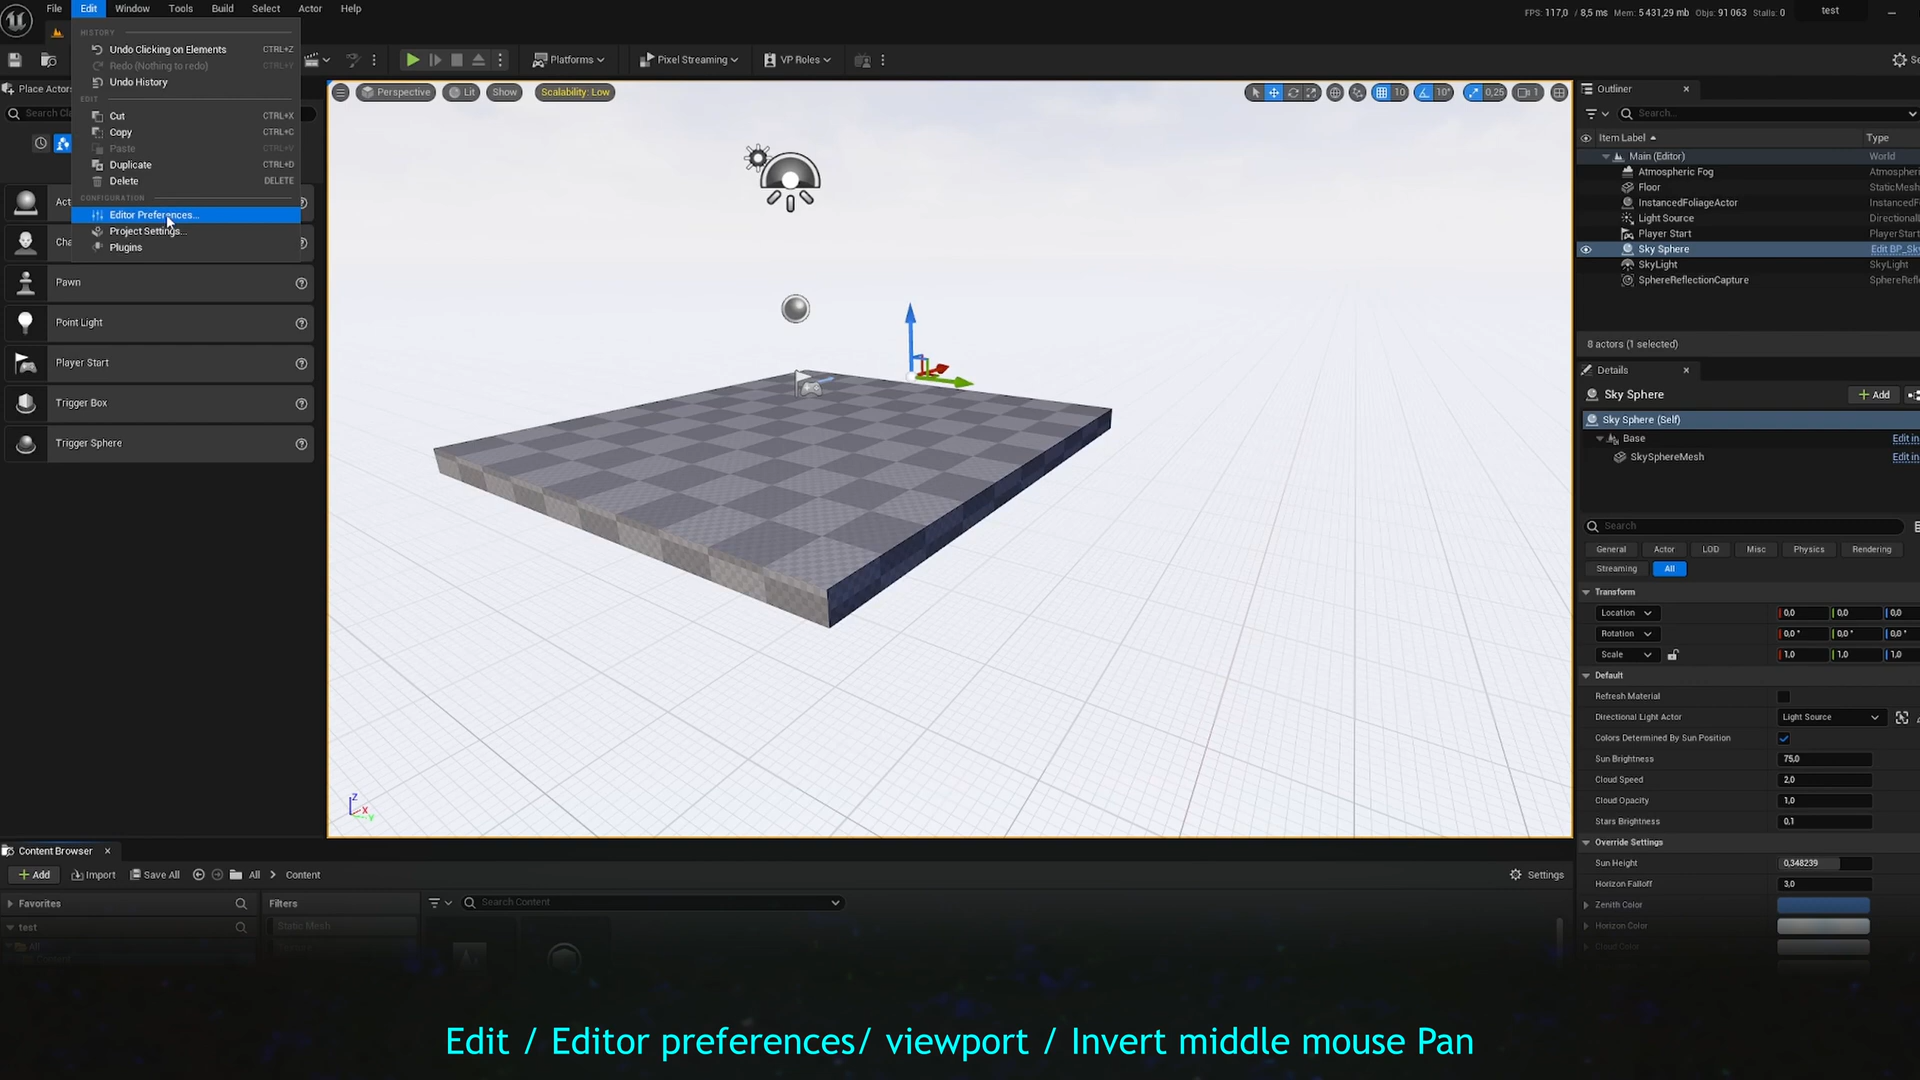 File Edit Window Tools Build Select Actor Help
FPS: 117,0 / 8,5 ms Mem: 5 431,29 mb Objs: 91 063 Stalls: 0
test
HISTORY
Undo Clicking on Elements CTRL+Z
Redo (Nothing to redo) CTRL+Y
Undo History
EDIT
Cut CTRL+X
Copy CTRL+C
Paste CTRL+V
Duplicate CTRL+D
Delete DELETE
CONFIGURATION
Editor Preferences...
Project Settings...
Plugins
Platforms
Pixel Streaming
VP Roles
Se
Place Actors
Search Cl
Act
Cha
Pawn
Point Light
Player Start
Trigger Box
Trigger Sphere
Perspective Lit Show Scalability: Low
10 10° 0,25 1
Z X Y
Outliner
Search...
Item Label Type
Main (Editor) World
Atmospheric Fog Atmospheri
Floor StaticMesh
InstancedFoliageActor InstancedF
Light Source Directional
Player Start PlayerStart
Sky Sphere Edit BP_Sky
SkyLight SkyLight
SphereReflectionCapture SphereRefl
8 actors (1 selected)
Details
Sky Sphere Add
Sky Sphere (Self)
Base Edit in
SkySphereMesh Edit in
Search
General Actor LOD Misc Physics Rendering
Streaming All
Transform
Location 0,0 0,0 0,0
Rotation 0,0 ° 0,0 ° 0,0 °
Scale 1,0 1,0 1,0
Default
Refresh Material
Directional Light Actor Light Source
Colors Determined By Sun Position
Sun Brightness 75,0
Cloud Speed 2,0
Cloud Opacity 1,0
Stars Brightness 0,1
Override Settings
Sun Height 0,348239
Horizon Falloff 3,0
Zenith Color
Horizon Color
Cloud Color
Content Browser
Add Import Save All All Content Settings
Favorites Filters Search Content
test Static Mesh
All
Edit / Editor preferences/ viewport / Invert middle mouse Pan